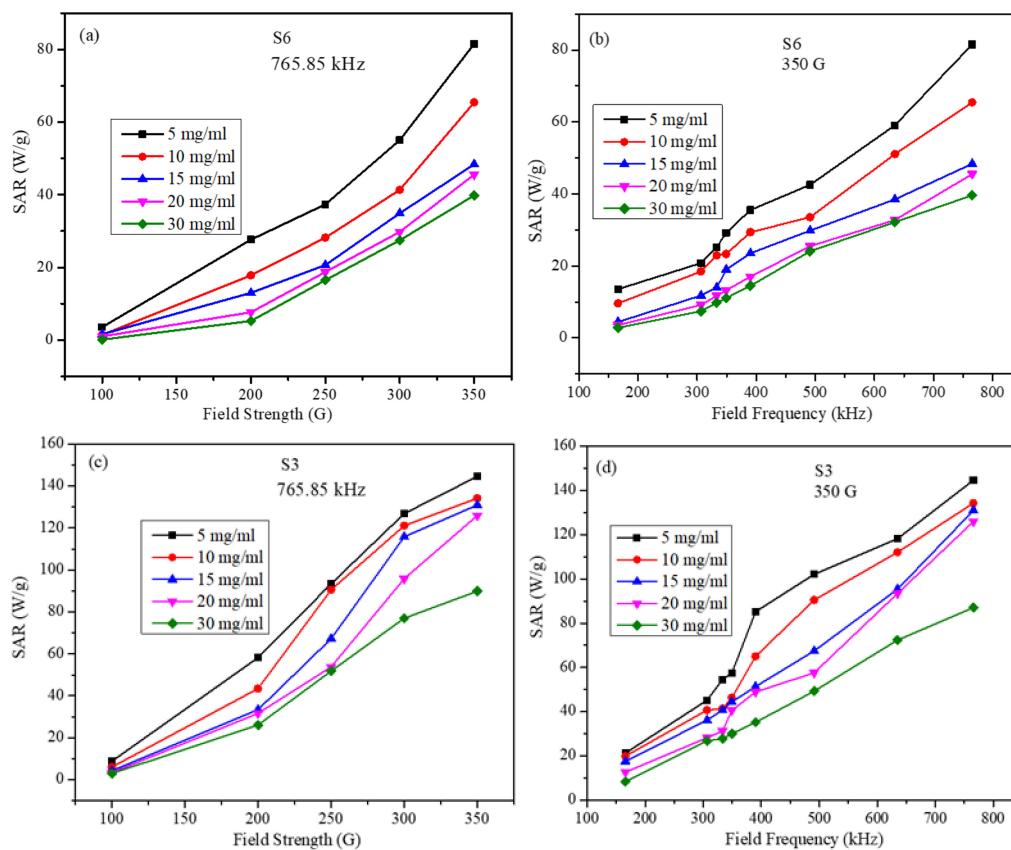 (a)
S6
765.85 kHz
80
60
40
20
0
SAR (W/g)
5 mg/ml
10 mg/ml
15 mg/ml
20 mg/ml
30 mg/ml
100 150 200 250 300 350
Field Strength (G)
(b)
S6
350 G
80
60
40
20
0
SAR (W/g)
5 mg/ml
10 mg/ml
15 mg/ml
20 mg/ml
30 mg/ml
100 200 300 400 500 600 700 800
Field Frequency (kHz)
(c)
S3
765.85 kHz
160
140
120
100
80
60
40
20
0
SAR (W/g)
5 mg/ml
10 mg/ml
15 mg/ml
20 mg/ml
30 mg/ml
100 150 200 250 300 350
Field Strength (G)
(d)
S3
350 G
160
140
120
100
80
60
40
20
0
SAR (W/g)
5 mg/ml
10 mg/ml
15 mg/ml
20 mg/ml
30 mg/ml
100 200 300 400 500 600 700 800
Field Frequency (kHz)